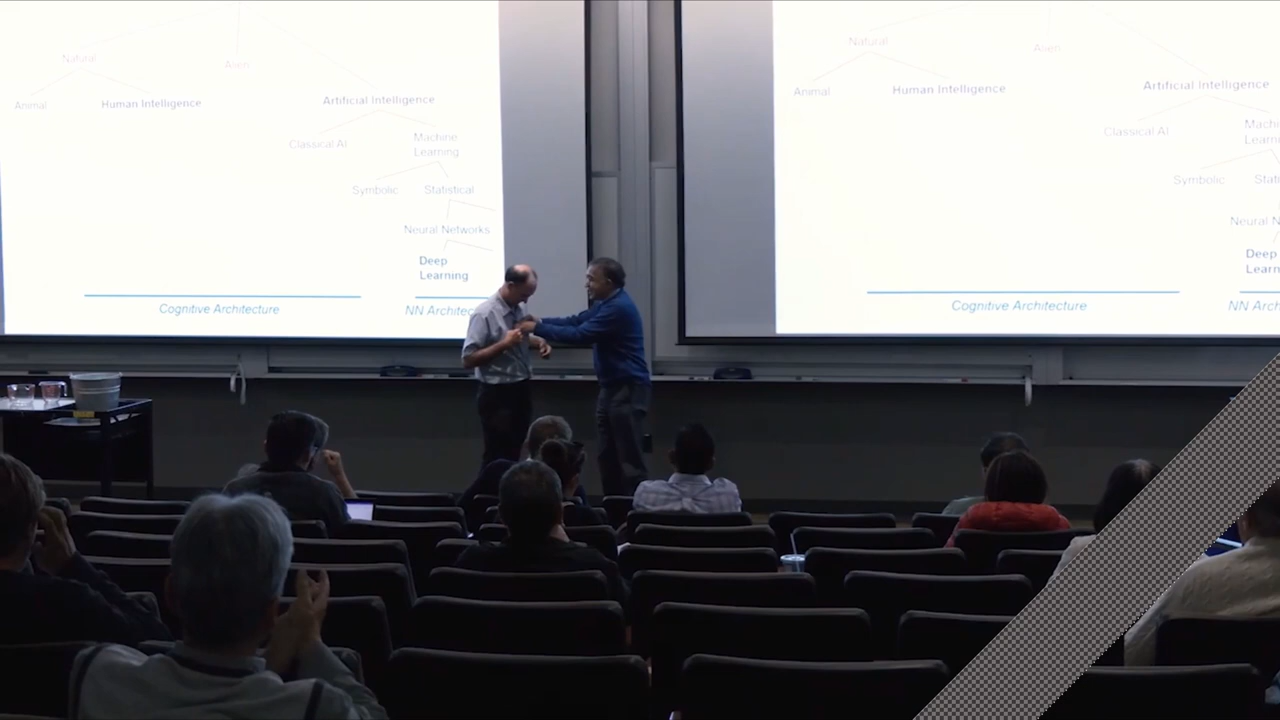 Natural
Alien
Animal
Human Intelligence
Artificial Intelligence
Classical AI
Machine
Learning
Symbolic
Statistical
Neural Networks
Deep
Learning
Cognitive Architecture
NN Architec
Natural
Alien
Animal
Human Intelligence
Artificial Intelligence
Classical AI
Machi
Learni
Symbolic
Stati
Neural N
Deep
Learn
Cognitive Architecture
NN Arch